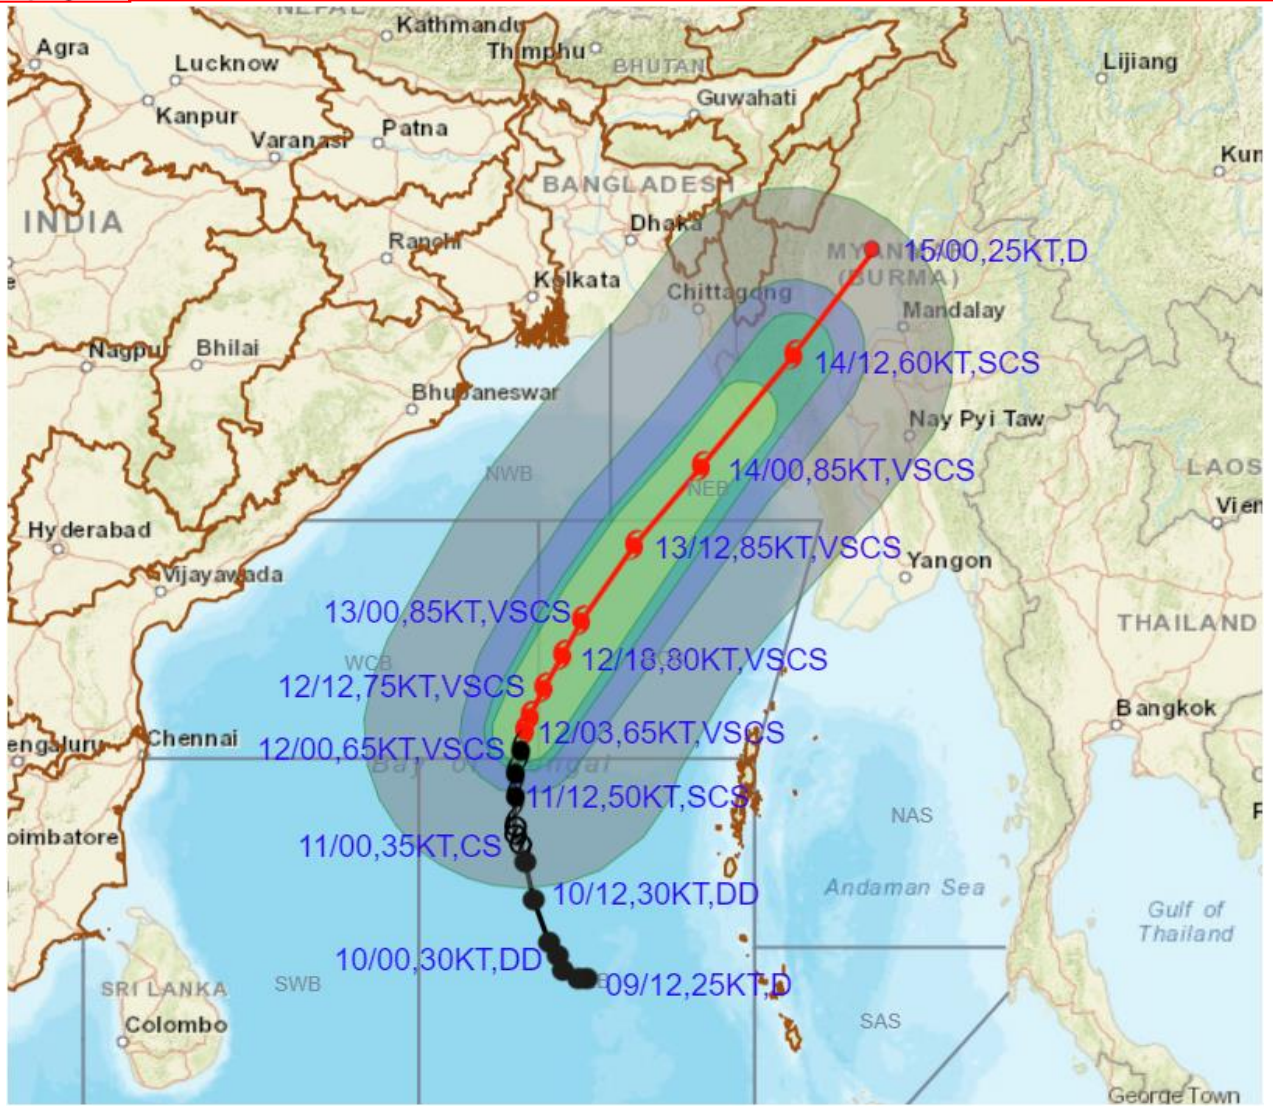 NEPAL
Kathmandu
Agra
Thimphu
Lucknow
BHUTAN
Lijiang
Guwahati
Kanpur
Patna
Varanasi
Kun
BANGLADESH
INDIA
Dhaka
Ranchi
MYANMAR
(BURMA)
15/00,25KT,D
Kolkata
Chittagong
Mandalay
Nagpu
Bhilai
14/12,60KT,SCS
Bhubaneswar
Nay Pyi Taw
NWB
14/00,85KT,VSCS
NEB
LAOS
Vien
Hyderabad
13/12,85KT,VSCS
Yangon
Vijayawada
13/00,85KT,VSCS
THAILAND
WCB
12/18,80KT,VSCS
12/12,75KT,VSCS
Bangkok
engaluru
Chennai
12/03,65KT,VSCS
12/00,65KT,VSCS
Bay of Bengal
11/12,50KT,SCS
NAS
oimbatore
11/00,35KT,CS
10/12,30KT,DD
Andaman Sea
Gulf of
Thailand
10/00,30KT,DD
09/12,25KT,D
SRI LANKA
SWB
Colombo
SAS
George Town